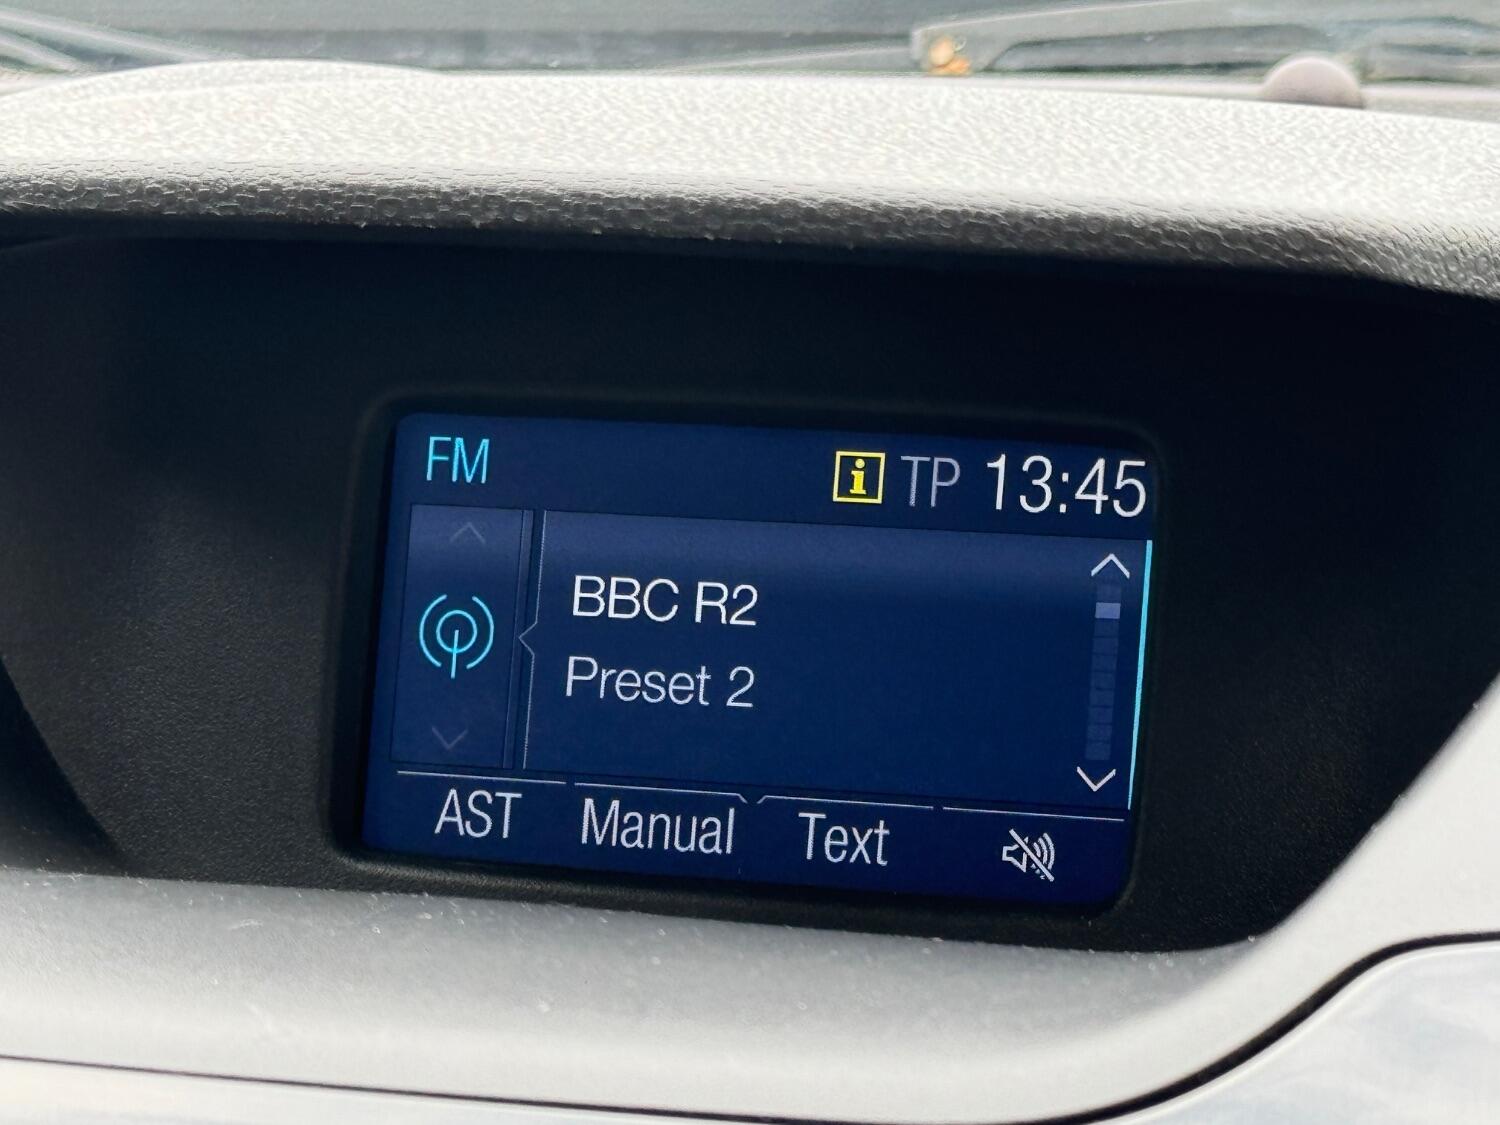 FM
i TP 13:45
BBC R2
Preset 2
AST Manual Text